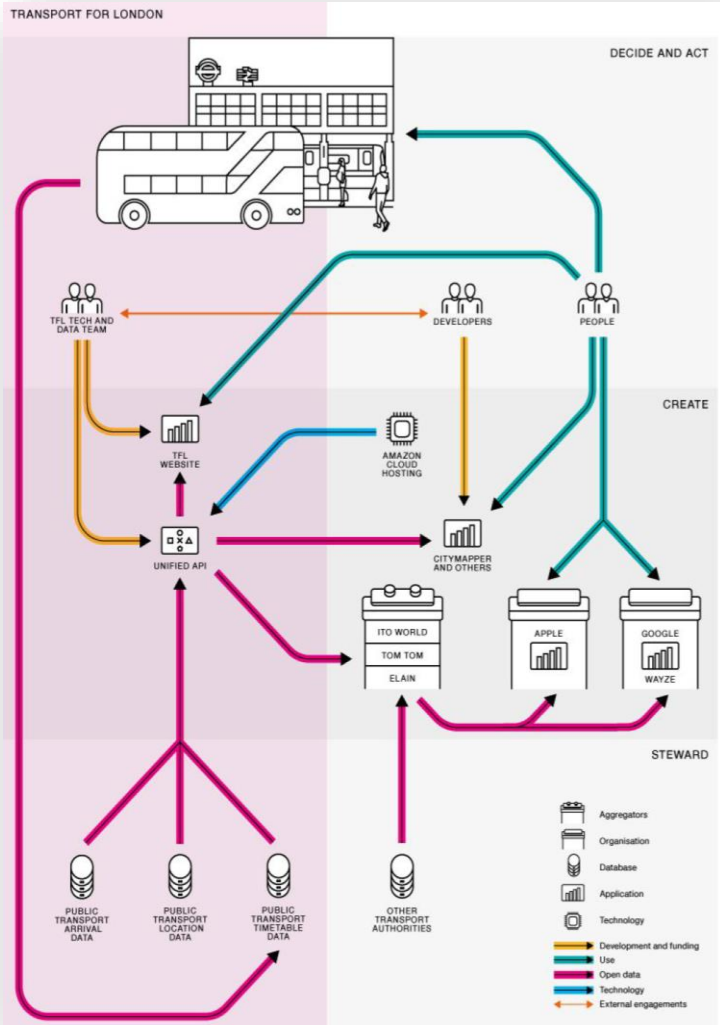 TRANSPORT FOR LONDON
DECIDE AND ACT
TFL TECH AND
DATA TEAM
DEVELOPERS
PEOPLE
CREATE
TFL
WEBSITE
AMAZON
CLOUD
HOSTING
UNIFIED API
CITYMAPPER
AND OTHERS
ITO WORLD
TOM TOM
ELAIN
APPLE
GOOGLE
WAYZE
STEWARD
PUBLIC
TRANSPORT
ARRIVAL
DATA
PUBLIC
TRANSPORT
LOCATION
DATA
PUBLIC
TRANSPORT
TIMETABLE
DATA
OTHER
TRANSPORT
AUTHORITIES
Aggregators
Organisation
Database
Application
Technology
Development and funding
Use
Open data
Technology
External engagements